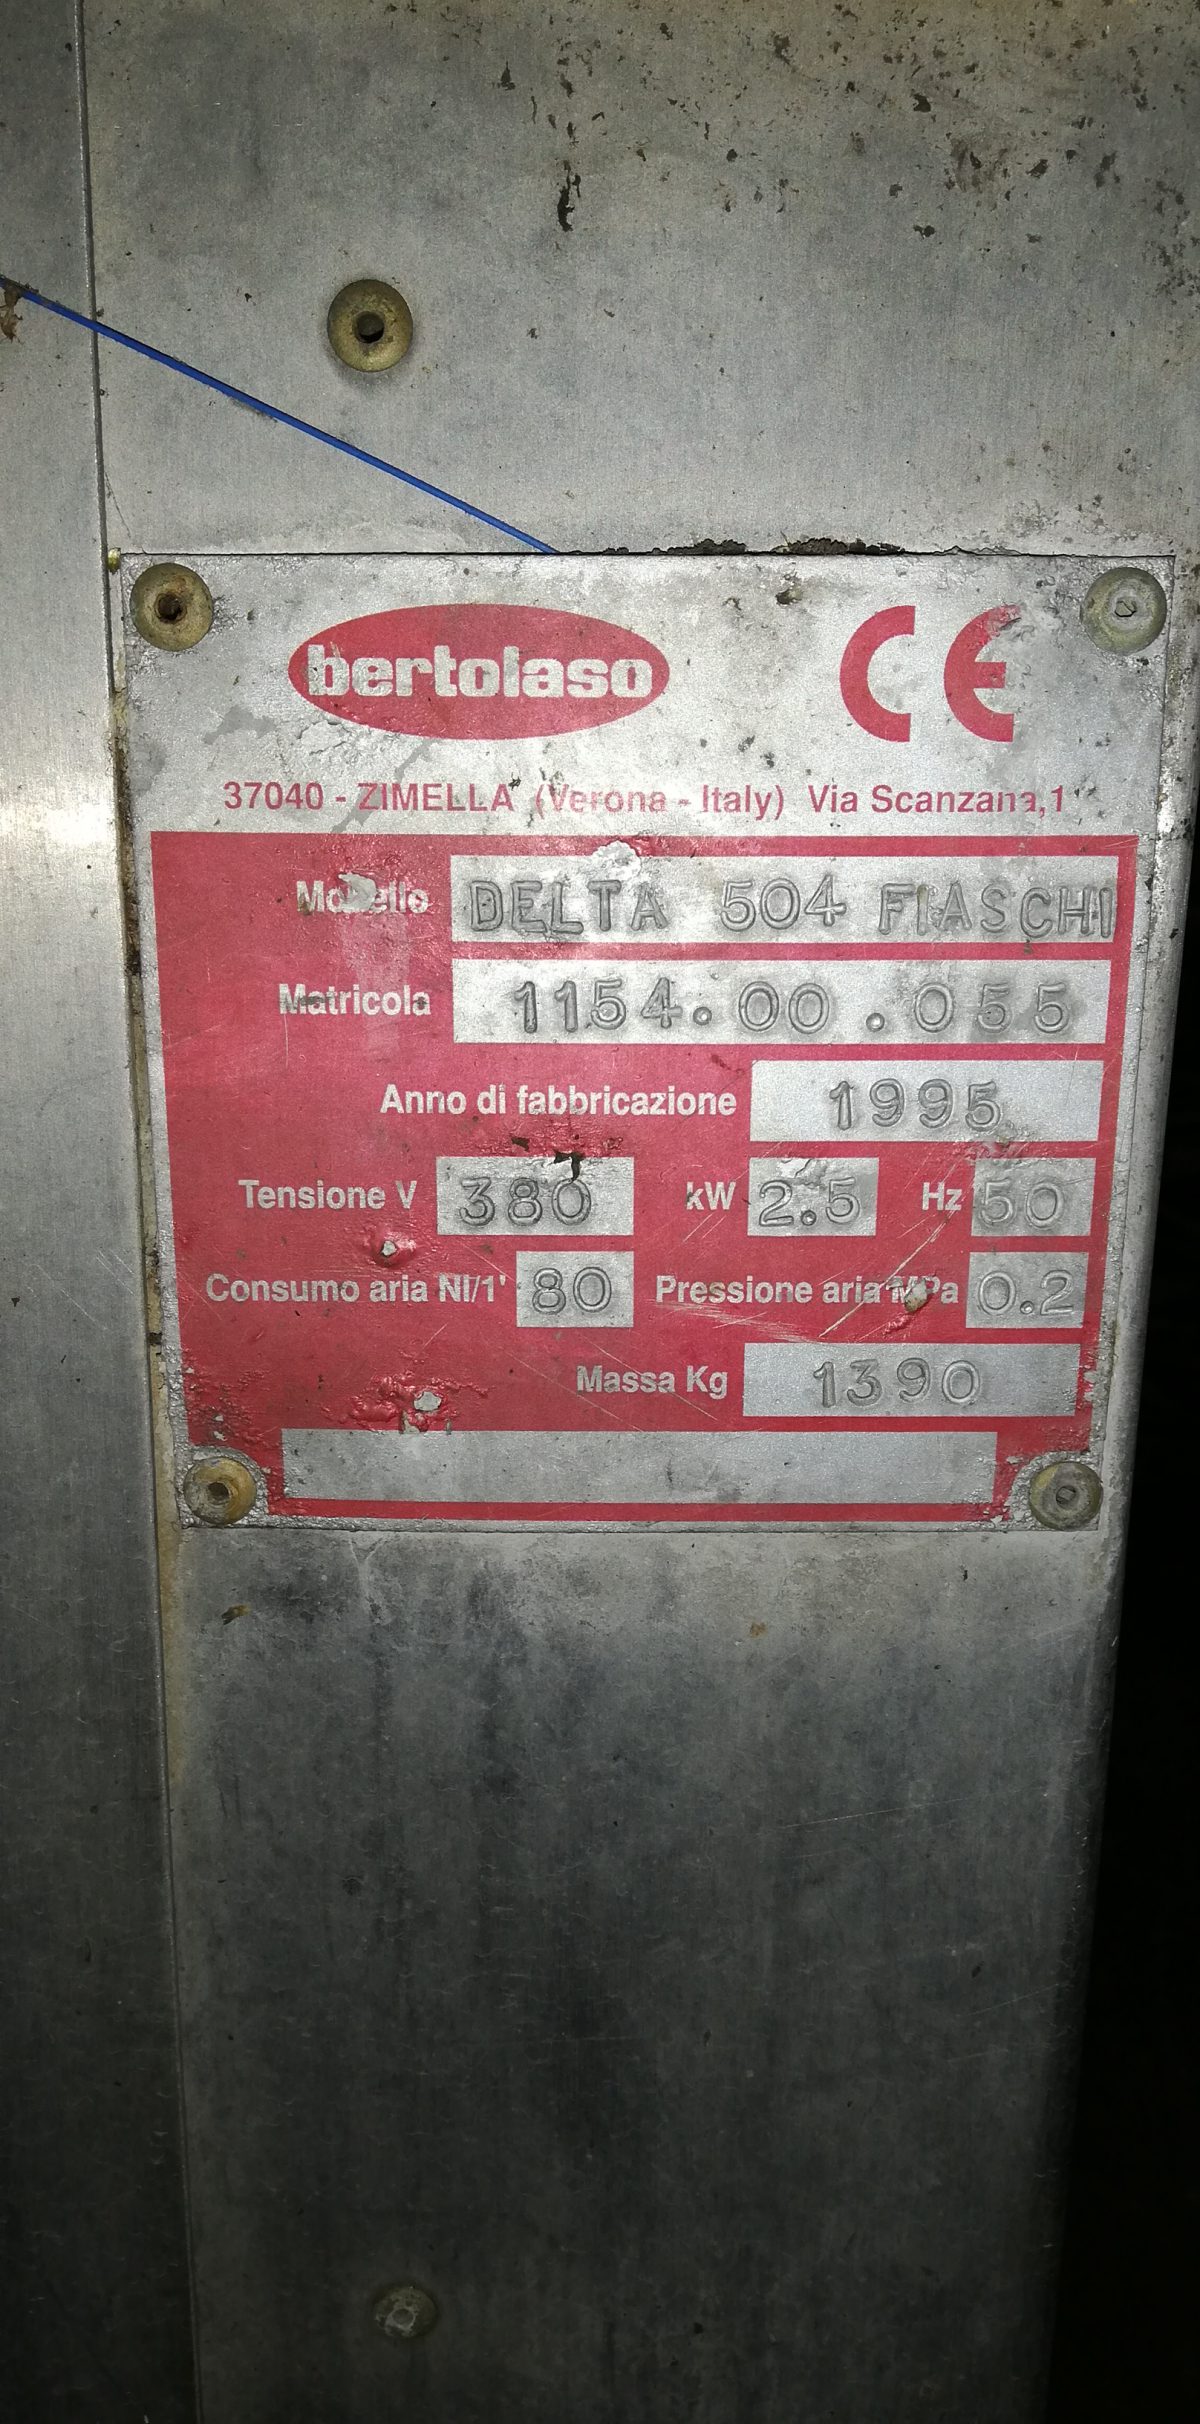 bertolaso CE
37040 - ZIMELLA (Verona - Italy) Via Scanzana,1
Modello DELTA 504 FIASCHI
Matricola 1154.00.055
Anno di fabbricazione 1995
Tensione V 380 kW 2.5 Hz 50
Consumo aria Nl/1' 80 Pressione aria MPa 0.2
Massa Kg 1390